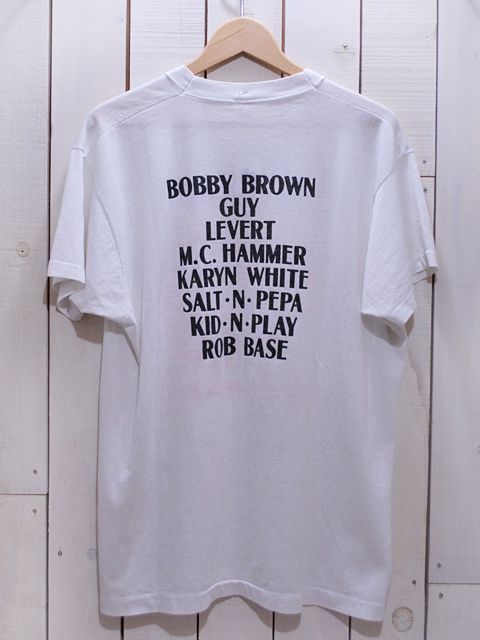 BOBBY BROWN
GUY
LEVERT
M.C. HAMMER
KARYN WHITE
SALT·N·PEPA
KID·N·PLAY
ROB BASE